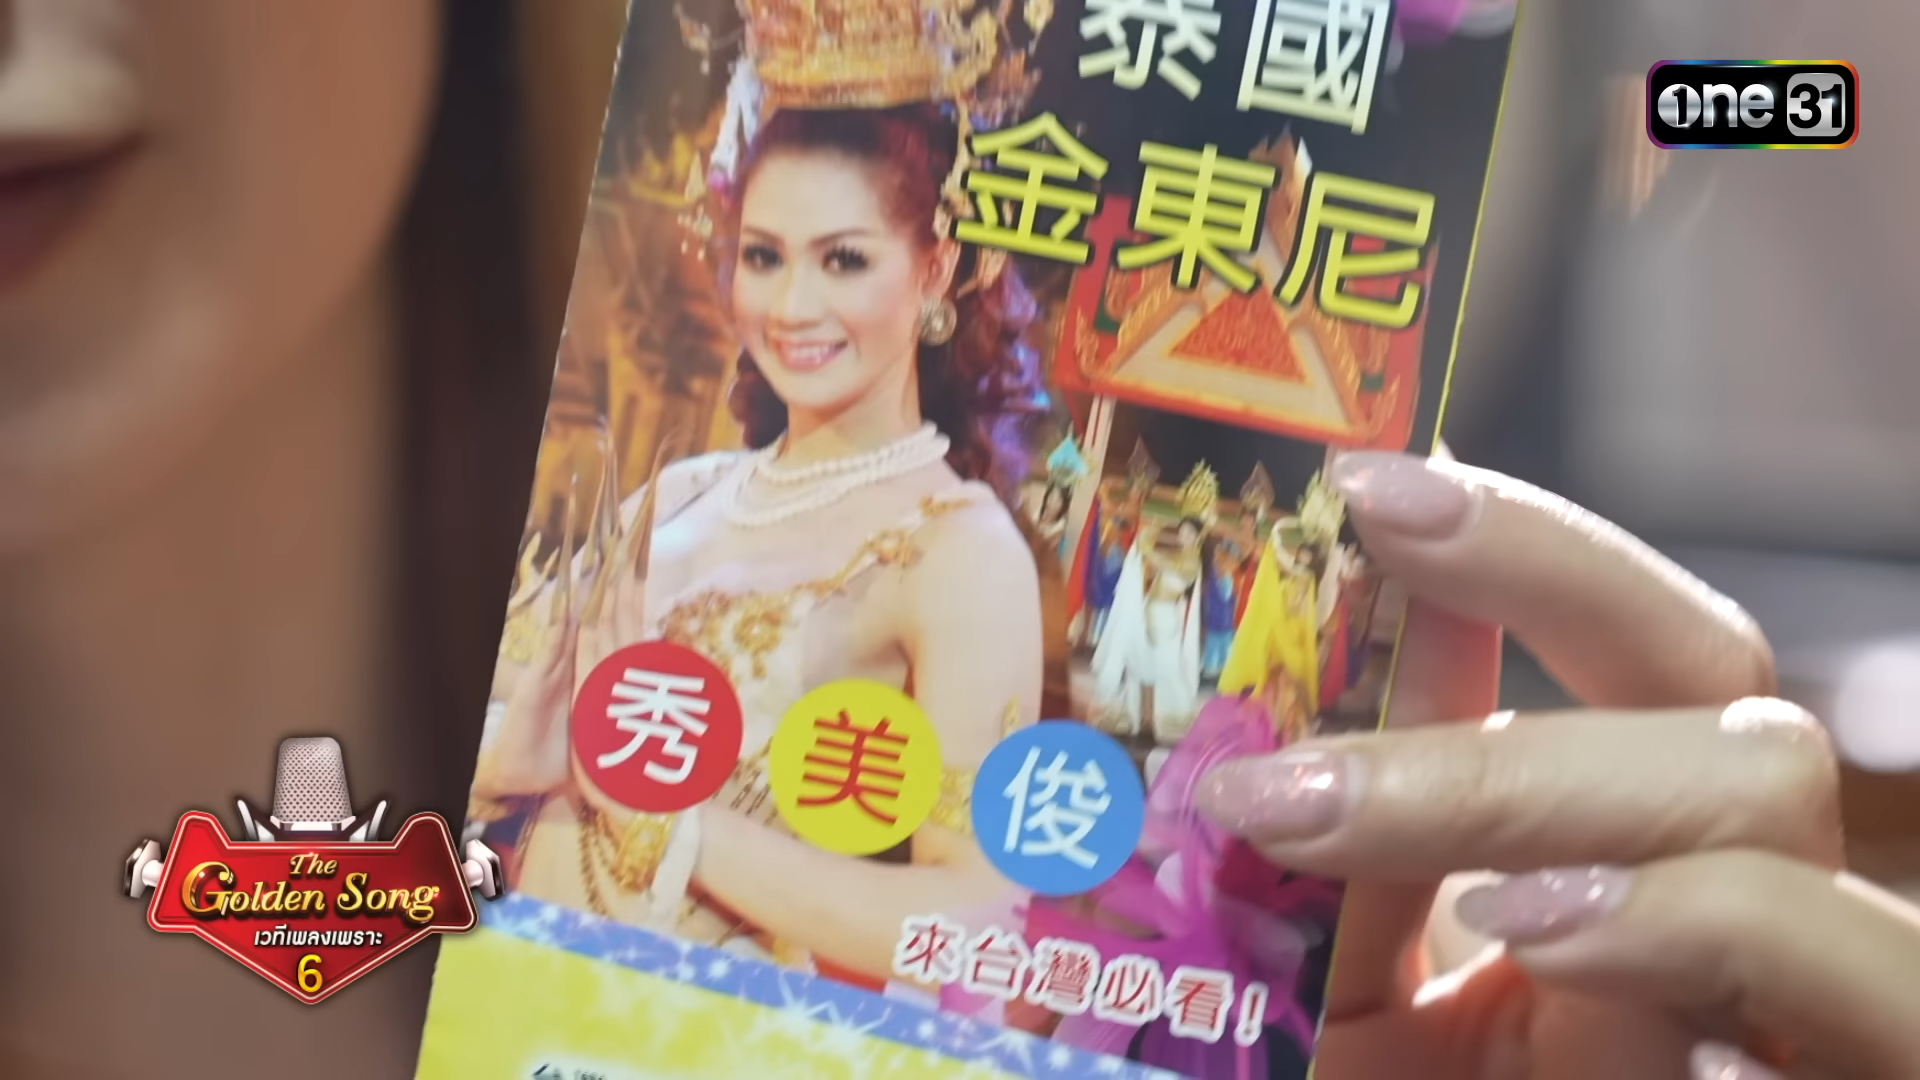 泰國
one31
金東尼
秀美俊
The
Golden Song
เวทีเพลงเพราะ
6
來台灣必看!